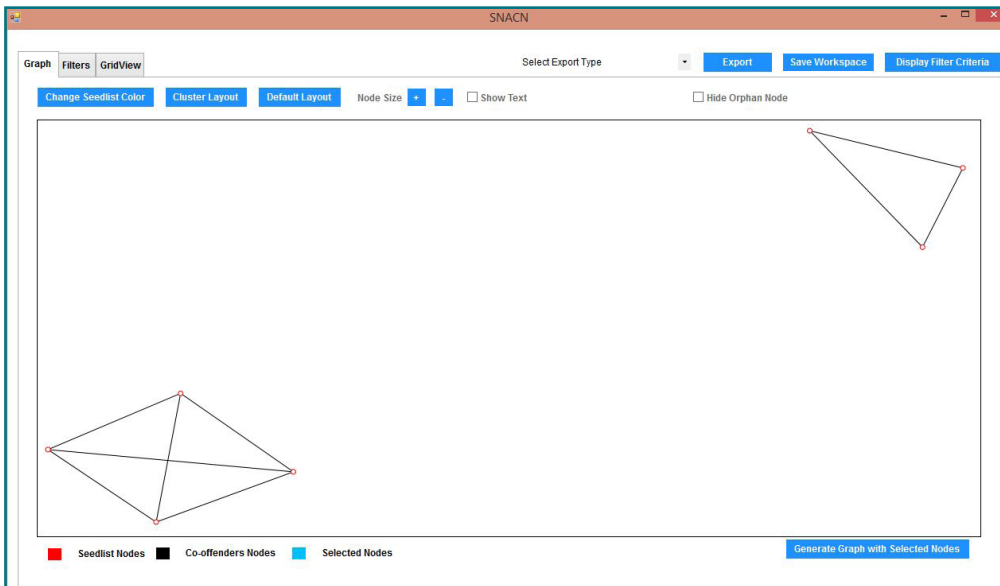 SNACN
Graph Filters GridView Select Export Type Export Save Workspace Display Filter Criteria
Change Seedlist Color Cluster Layout Default Layout Node Size + - Show Text Hide Orphan Node
Seedlist Nodes Co-offenders Nodes Selected Nodes Generate Graph with Selected Nodes